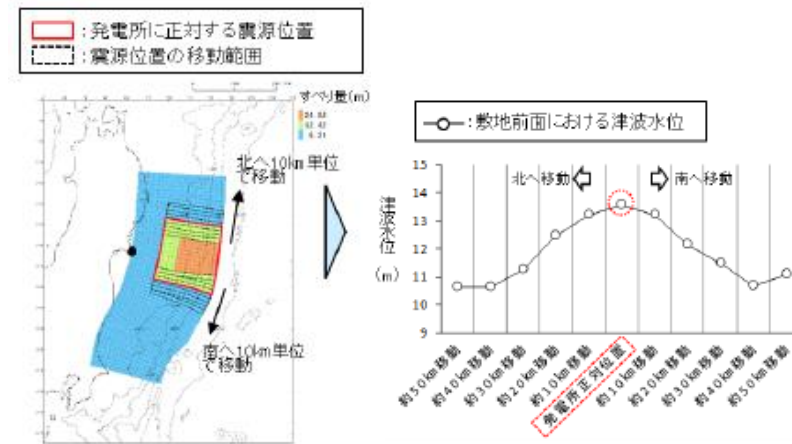 :発電所に正対する震源位置
:震源位置の移動範囲
すべり量(m)
北へ10km単位
で移動
南へ10km単位
で移動
:敷地前面における津波水位
津波水位
(m)
15
14
13
12
11
10
9
北へ移動
南へ移動
約50km移動
約40km移動
約30km移動
約20km移動
約10km移動
発電所正対位置
約10km移動
約20km移動
約30km移動
約40km移動
約50km移動